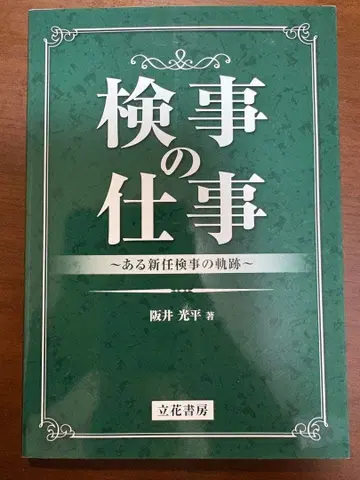 検事
の
仕事
～ある新任検事の軌跡～
阪井 光平 著
立花書房